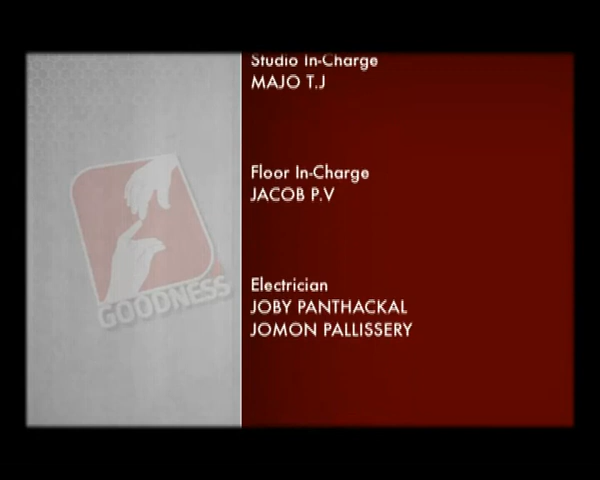 Studio In-Charge
MAJO T.J
Floor In-Charge
JACOB P.V
Electrician
JOBY PANTHACKAL
JOMON PALLISSERY
GOODNESS